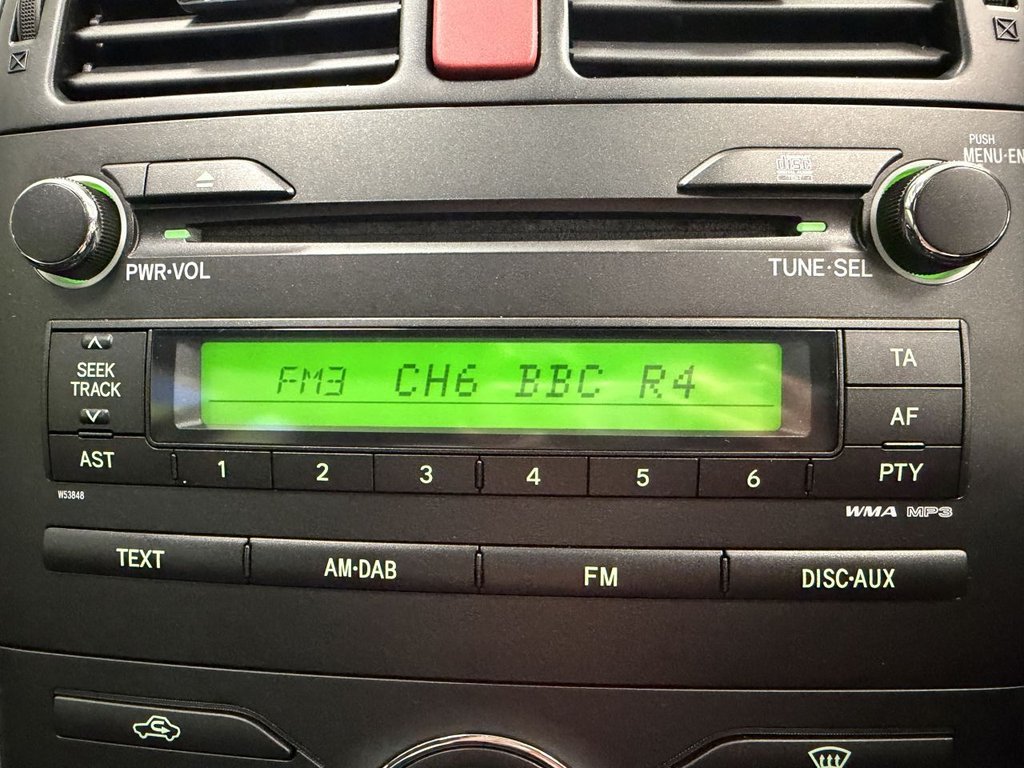 PUSH
MENU·EN
disc
PWR·VOL
TUNE·SEL
SEEK
TRACK
FM3 CH6 BBC R4
TA
AF
AST 1 2 3 4 5 6 PTY
W53848
WMA MP3
TEXT AM·DAB FM DISC·AUX